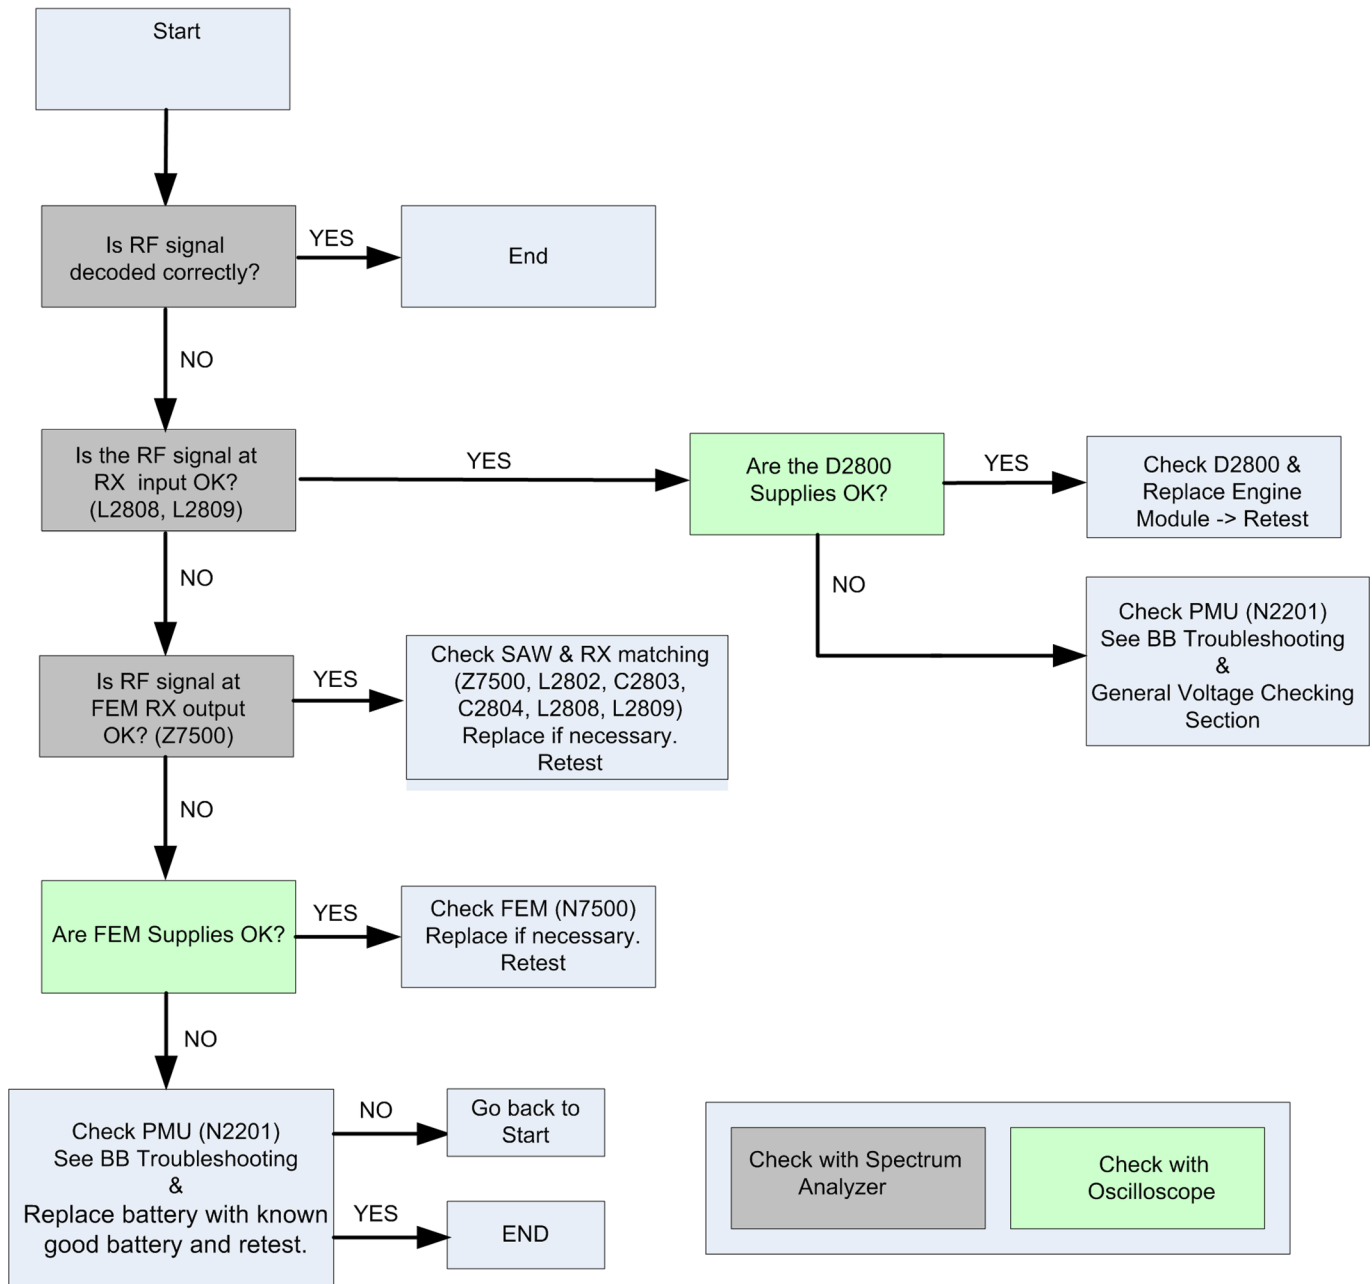 Start
Is RF signal
decoded correctly?
YES
End
NO
Is the RF signal at
RX input OK?
(L2808, L2809)
YES
Are the D2800
Supplies OK?
YES
Check D2800 &
Replace Engine
Module -> Retest
NO
Check PMU (N2201)
See BB Troubleshooting
&
General Voltage Checking
Section
NO
Is RF signal at
FEM RX output
OK? (Z7500)
YES
Check SAW & RX matching
(Z7500, L2802, C2803,
C2804, L2808, L2809)
Replace if necessary.
Retest
NO
Are FEM Supplies OK?
YES
Check FEM (N7500)
Replace if necessary.
Retest
NO
Check PMU (N2201)
See BB Troubleshooting
&
Replace battery with known
good battery and retest.
NO
Go back to
Start
YES
END
Check with Spectrum
Analyzer
Check with
Oscilloscope